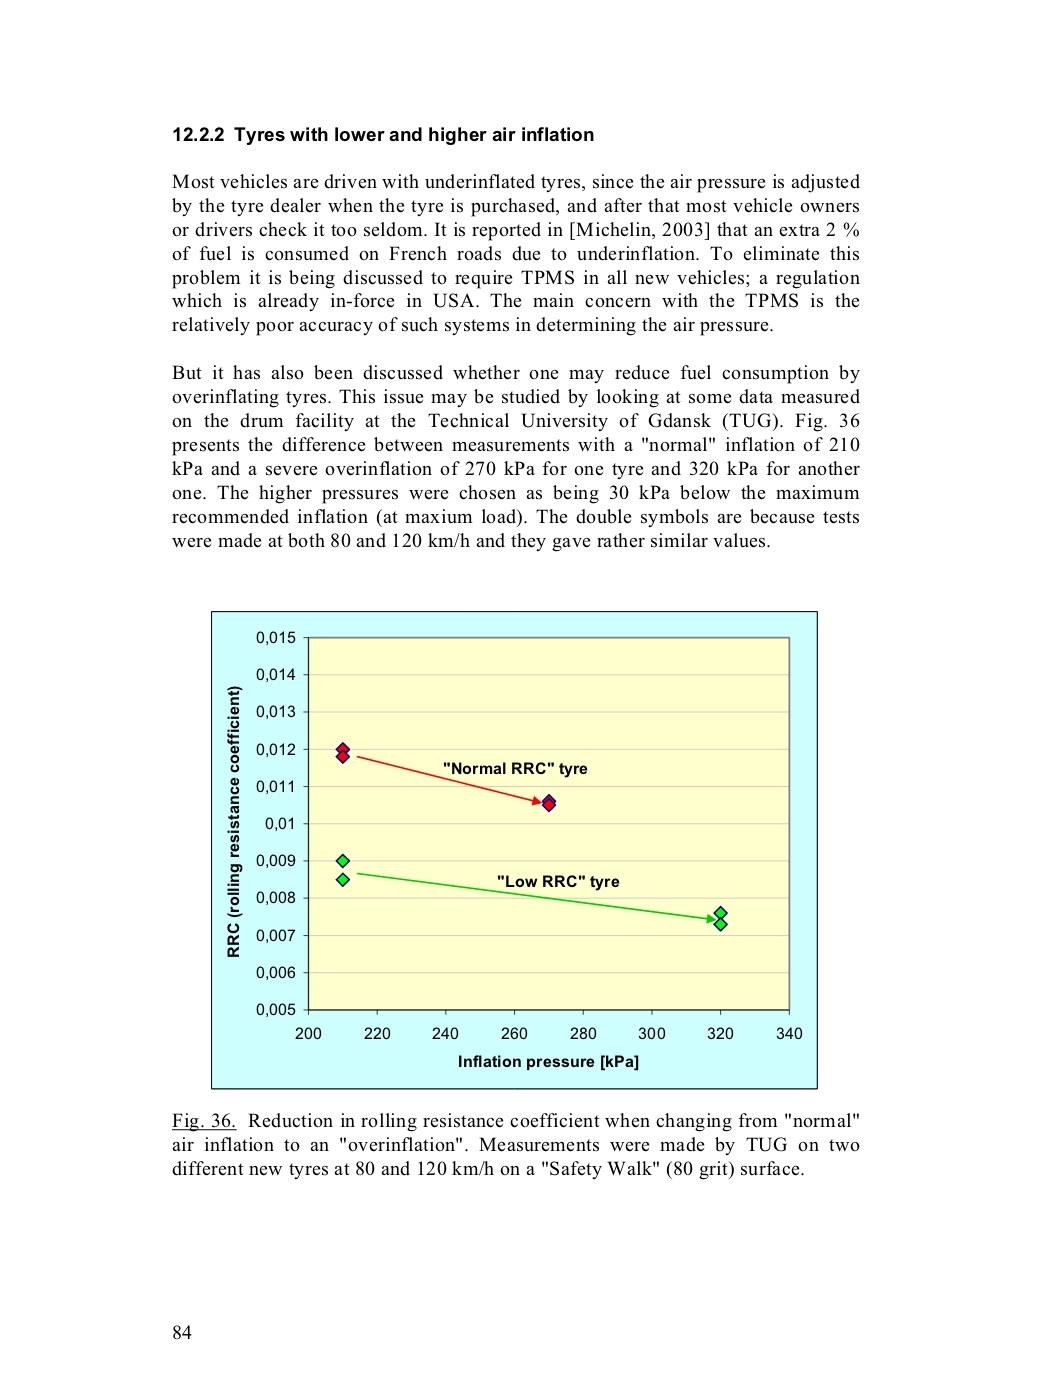 12.2.2 Tyres with lower and higher air inflation
Most vehicles are driven with underinflated tyres, since the air pressure is adjusted
by the tyre dealer when the tyre is purchased, and after that most vehicle owners
or drivers check it too seldom. It is reported in [Michelin, 2003] that an extra 2 %
of fuel is consumed on French roads due to underinflation. To eliminate this
problem it is being discussed to require TPMS in all new vehicles; a regulation
which is already in-force in USA. The main concern with the TPMS is the
relatively poor accuracy of such systems in determining the air pressure.
But it has also been discussed whether one may reduce fuel consumption by
overinflating tyres. This issue may be studied by looking at some data measured
on the drum facility at the Technical University of Gdansk (TUG). Fig. 36
presents the difference between measurements with a "normal" inflation of 210
kPa and a severe overinflation of 270 kPa for one tyre and 320 kPa for another
one. The higher pressures were chosen as being 30 kPa below the maximum
recommended inflation (at maxium load). The double symbols are because tests
were made at both 80 and 120 km/h and they gave rather similar values.
RRC (rolling resistance coefficient)
0,015
0,014
0,013
0,012
0,011
0,01
0,009
0,008
0,007
0,006
0,005
"Normal RRC" tyre
"Low RRC" tyre
200 220 240 260 280 300 320 340
Inflation pressure [kPa]
Fig. 36. Reduction in rolling resistance coefficient when changing from "normal"
air inflation to an "overinflation". Measurements were made by TUG on two
different new tyres at 80 and 120 km/h on a "Safety Walk" (80 grit) surface.
84